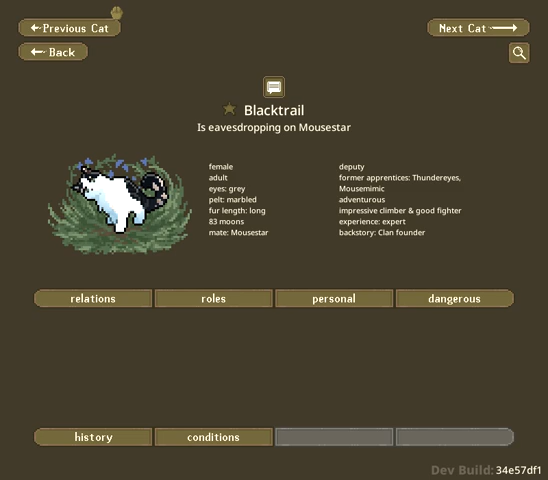 Previous Cat
Next Cat
Back
Blacktrail
Is eavesdropping on Mousestar
female
adult
eyes: grey
pelt: marbled
fur length: long
83 moons
mate: Mousestar
deputy
former apprentices: Thundereyes,
Mousemimic
adventurous
impressive climber & good fighter
experience: expert
backstory: Clan founder
relations
roles
personal
dangerous
history
conditions
Dev Build: 34e57df1